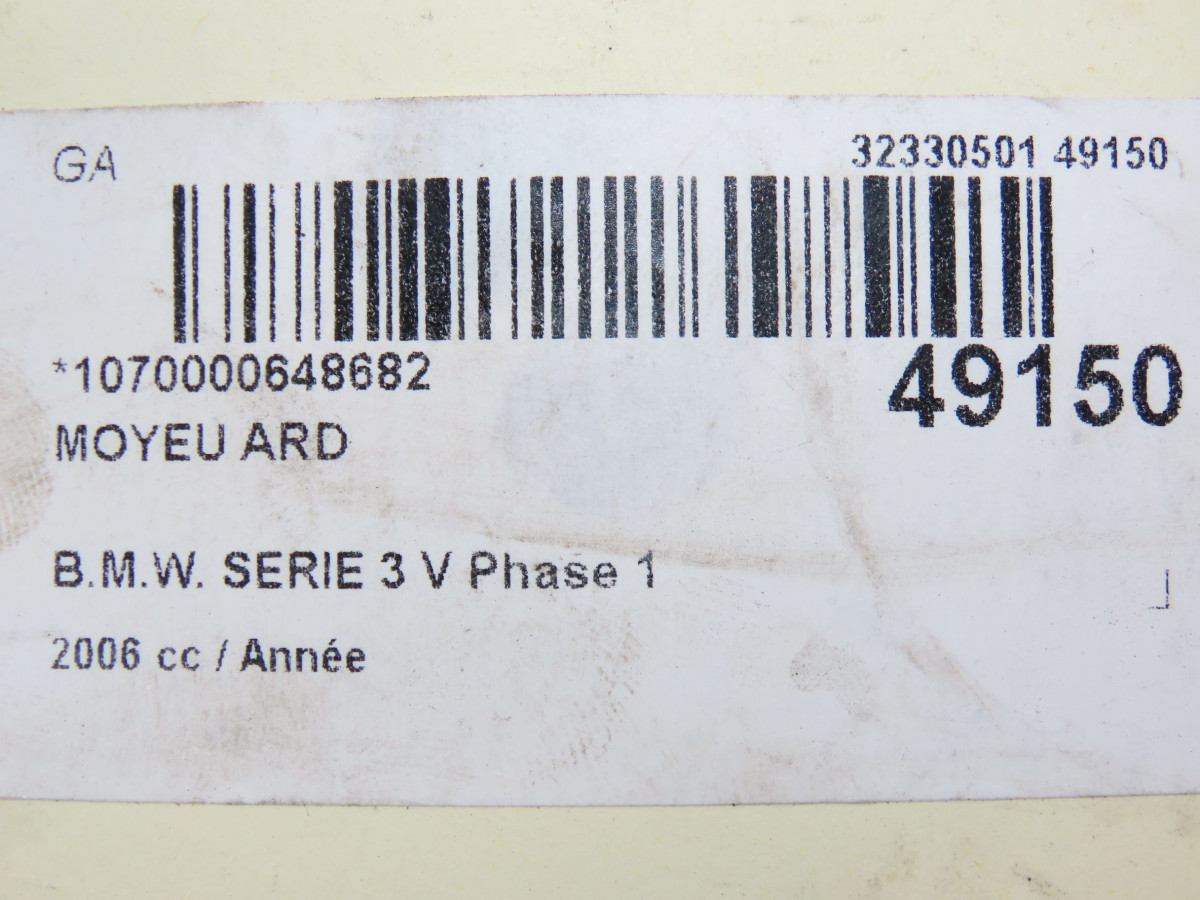 GA
32330501 49150
*1070000648682
49150
MOYEU ARD
B.M.W. SERIE 3 V Phase 1
2006 cc / Année